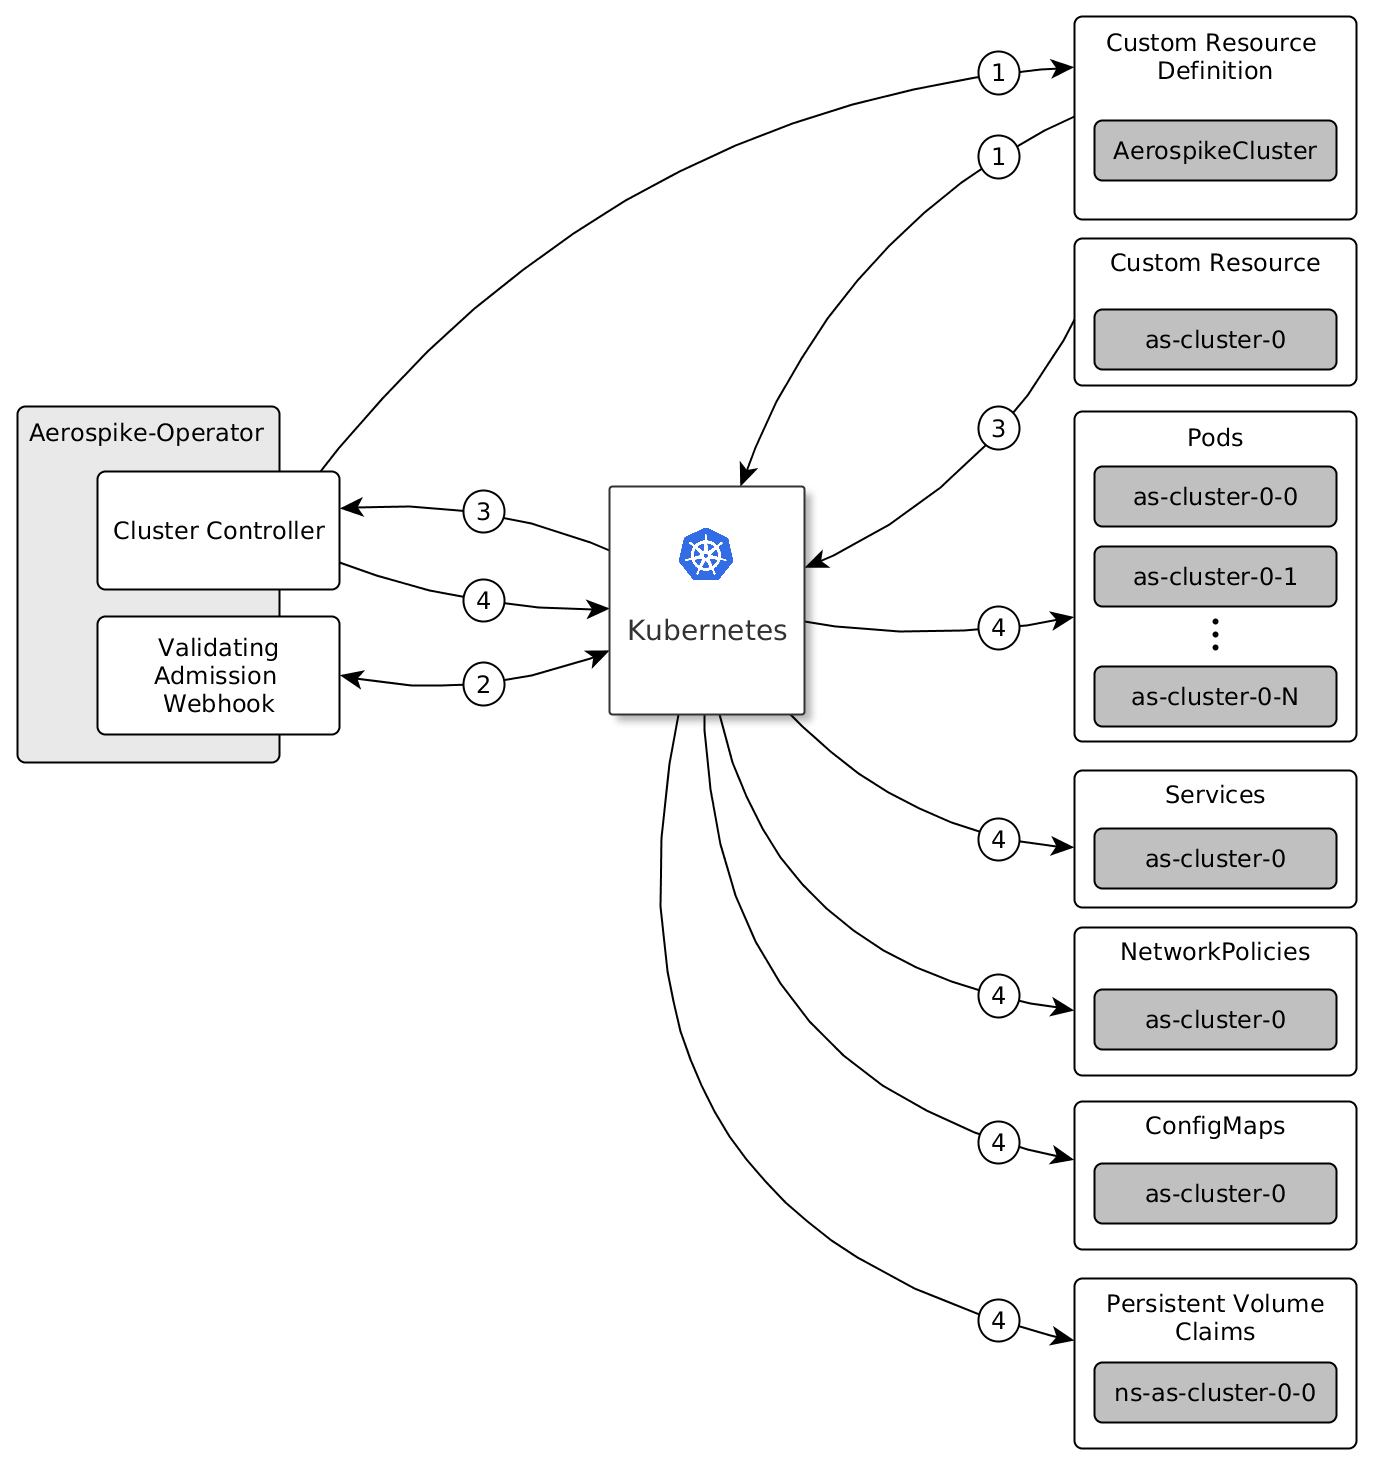 Custom Resource
Definition
AerospikeCluster
1
1
Custom Resource
as-cluster-0
3
Aerospike-Operator
Cluster Controller
Validating
Admission
Webhook
3
4
2
Kubernetes
Pods
as-cluster-0-0
as-cluster-0-1
as-cluster-0-N
4
Services
as-cluster-0
4
NetworkPolicies
as-cluster-0
4
ConfigMaps
as-cluster-0
4
Persistent Volume
Claims
ns-as-cluster-0-0
4